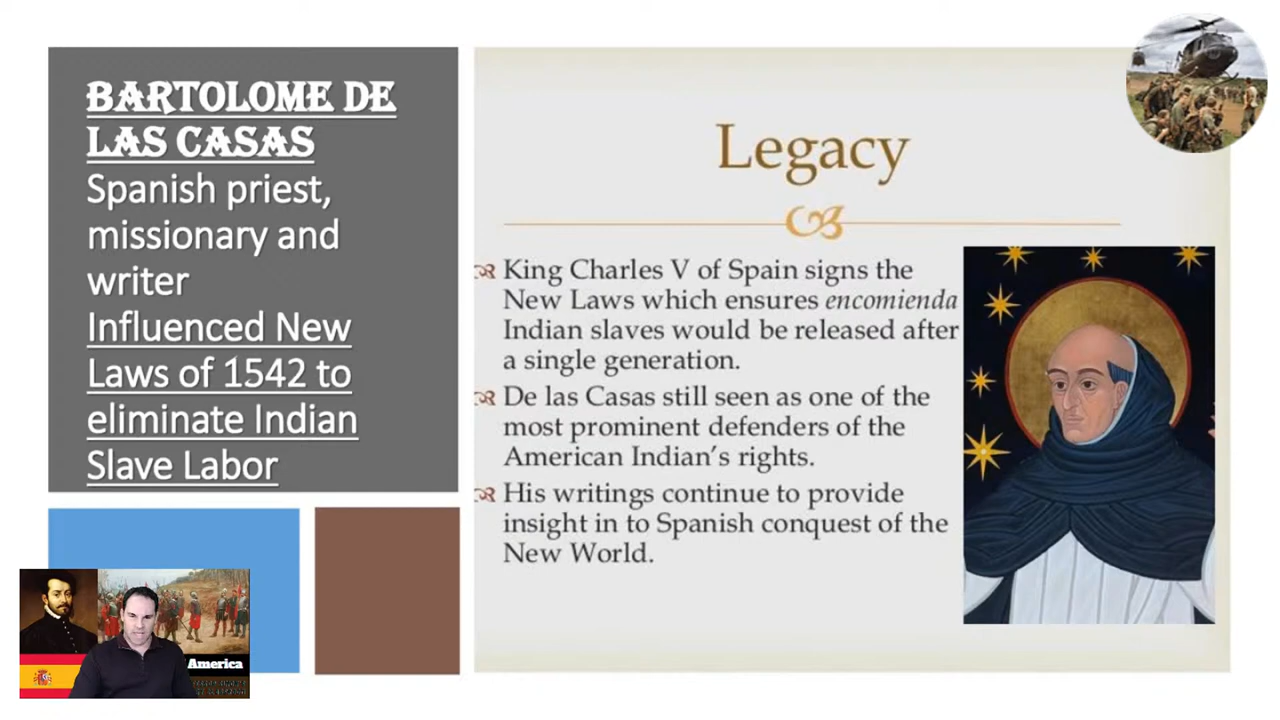 BARTOLOME DE
LAS CASAS
Spanish priest,
missionary and
writer
Influenced New
Laws of 1542 to
eliminate Indian
Slave Labor
Legacy
King Charles V of Spain signs the
New Laws which ensures encomienda
Indian slaves would be released after
a single generation.
De las Casas still seen as one of the
most prominent defenders of the
American Indian's rights.
His writings continue to provide
insight in to Spanish conquest of the
New World.
America